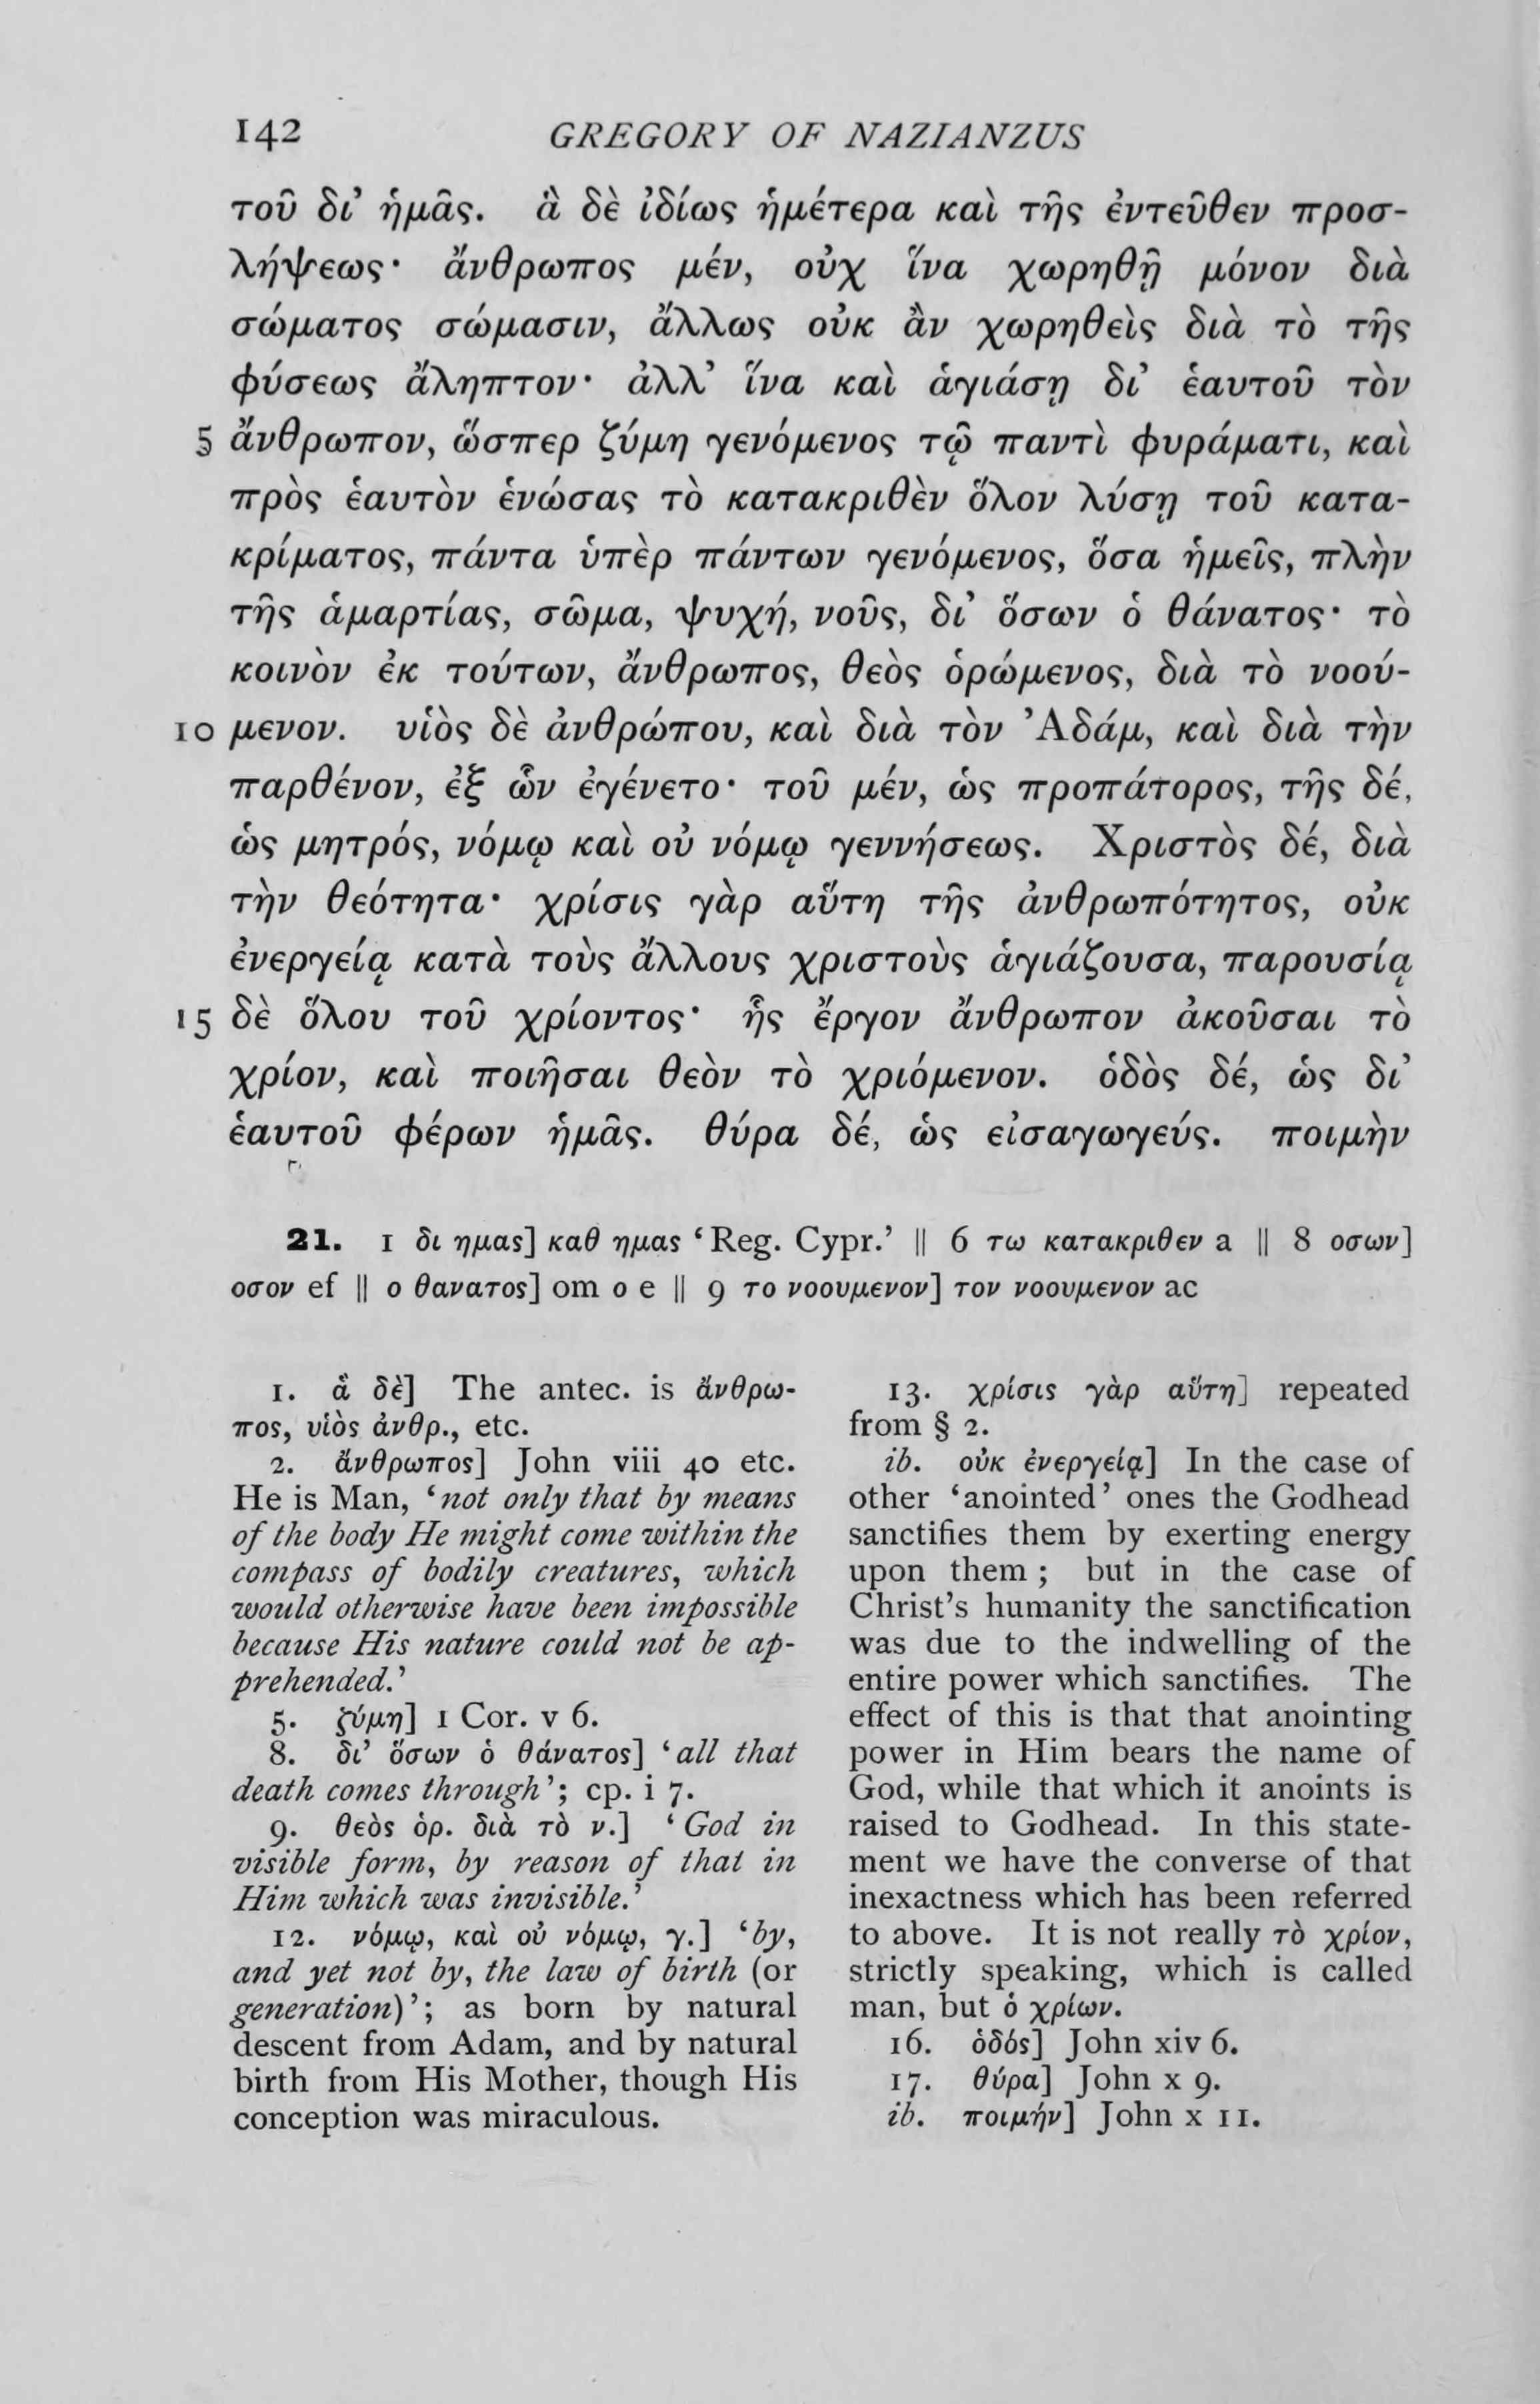 142 GREGORY OF NAZIANZUS
τοῦ δι’ ἡμᾶς. ἃ δὲ ἰδίως ἡμέτερα καὶ τῆς ἐντεῦθεν προσ-
λήψεως· ἄνθρωπος μέν, οὐχ ἵνα χωρηθῇ μόνον διὰ
σώματος σώμασιν, ἄλλως οὐκ ἂν χωρηθεὶς διὰ τὸ τῆς
φύσεως ἄληπτον· ἀλλ’ ἵνα καὶ ἁγιάσῃ δι’ ἑαυτοῦ τὸν
5 ἄνθρωπον, ὥσπερ ζύμη γενόμενος τῷ παντὶ φυράματι, καὶ
πρὸς ἑαυτὸν ἑνώσας τὸ κατακριθὲν ὅλον λύσῃ τοῦ κατα-
κρίματος, πάντα ὑπὲρ πάντων γενόμενος, ὅσα ἡμεῖς, πλὴν
τῆς ἁμαρτίας, σῶμα, ψυχή, νοῦς, δι’ ὅσων ὁ θάνατος· τὸ
κοινὸν ἐκ τούτων, ἄνθρωπος, θεὸς ὁρώμενος, διὰ τὸ νοού-
10 μενον. υἱὸς δὲ ἀνθρώπου, καὶ διὰ τὸν Ἀδάμ, καὶ διὰ τὴν
παρθένον, ἐξ ὧν ἐγένετο· τοῦ μέν, ὡς προπάτορος, τῆς δέ,
ὡς μητρός, νόμῳ καὶ οὐ νόμῳ γεννήσεως. Χριστὸς δέ, διὰ
τὴν θεότητα· χρίσις γὰρ αὕτη τῆς ἀνθρωπότητος, οὐκ
ἐνεργείᾳ κατὰ τοὺς ἄλλους χριστοὺς ἁγιάζουσα, παρουσίᾳ
15 δὲ ὅλου τοῦ χρίοντος· ἧς ἔργον ἄνθρωπον ἀκοῦσαι τὸ
χρίον, καὶ ποιῆσαι θεὸν τὸ χριόμενον. ὁδὸς δέ, ὡς δι’
ἑαυτοῦ φέρων ἡμᾶς. θύρα δέ, ὡς εἰσαγωγεύς. ποιμὴν
21. 1 δι ημας] καθ ημας ‘Reg. Cypr.’ || 6 τω κατακριθεν a || 8 οσων]
οσον ef || ο θανατος] om ο e || 9 το νοουμενον] τον νοουμενον ac
1. ἃ δὲ] The antec. is ἄνθρω-
πος, υἱὸς ἀνθρ., etc.
2. ἄνθρωπος] John viii 40 etc.
He is Man, ‘not only that by means
of the body He might come within the
compass of bodily creatures, which
would otherwise have been impossible
because His nature could not be ap-
prehended.’
5. ζύμη] 1 Cor. v 6.
8. δι’ ὅσων ὁ θάνατος] ‘all that
death comes through’; cp. i 7.
9. θεὸς ὁρ. διὰ τὸ ν.] ‘God in
visible form, by reason of that in
Him which was invisible.’
12. νόμῳ, καὶ οὐ νόμῳ, γ.] ‘by,
and yet not by, the law of birth (or
generation)’; as born by natural
descent from Adam, and by natural
birth from His Mother, though His
conception was miraculous.
13. χρίσις γὰρ αὕτη] repeated
from § 2.
ib. οὐκ ἐνεργείᾳ] In the case of
other ‘anointed’ ones the Godhead
sanctifies them by exerting energy
upon them; but in the case of
Christ’s humanity the sanctification
was due to the indwelling of the
entire power which sanctifies. The
effect of this is that that anointing
power in Him bears the name of
God, while that which it anoints is
raised to Godhead. In this state-
ment we have the converse of that
inexactness which has been referred
to above. It is not really τὸ χρίον,
strictly speaking, which is called
man, but ὁ χρίων.
16. ὁδός] John xiv 6.
17. θύρα] John x 9.
ib. ποιμήν] John x 11.